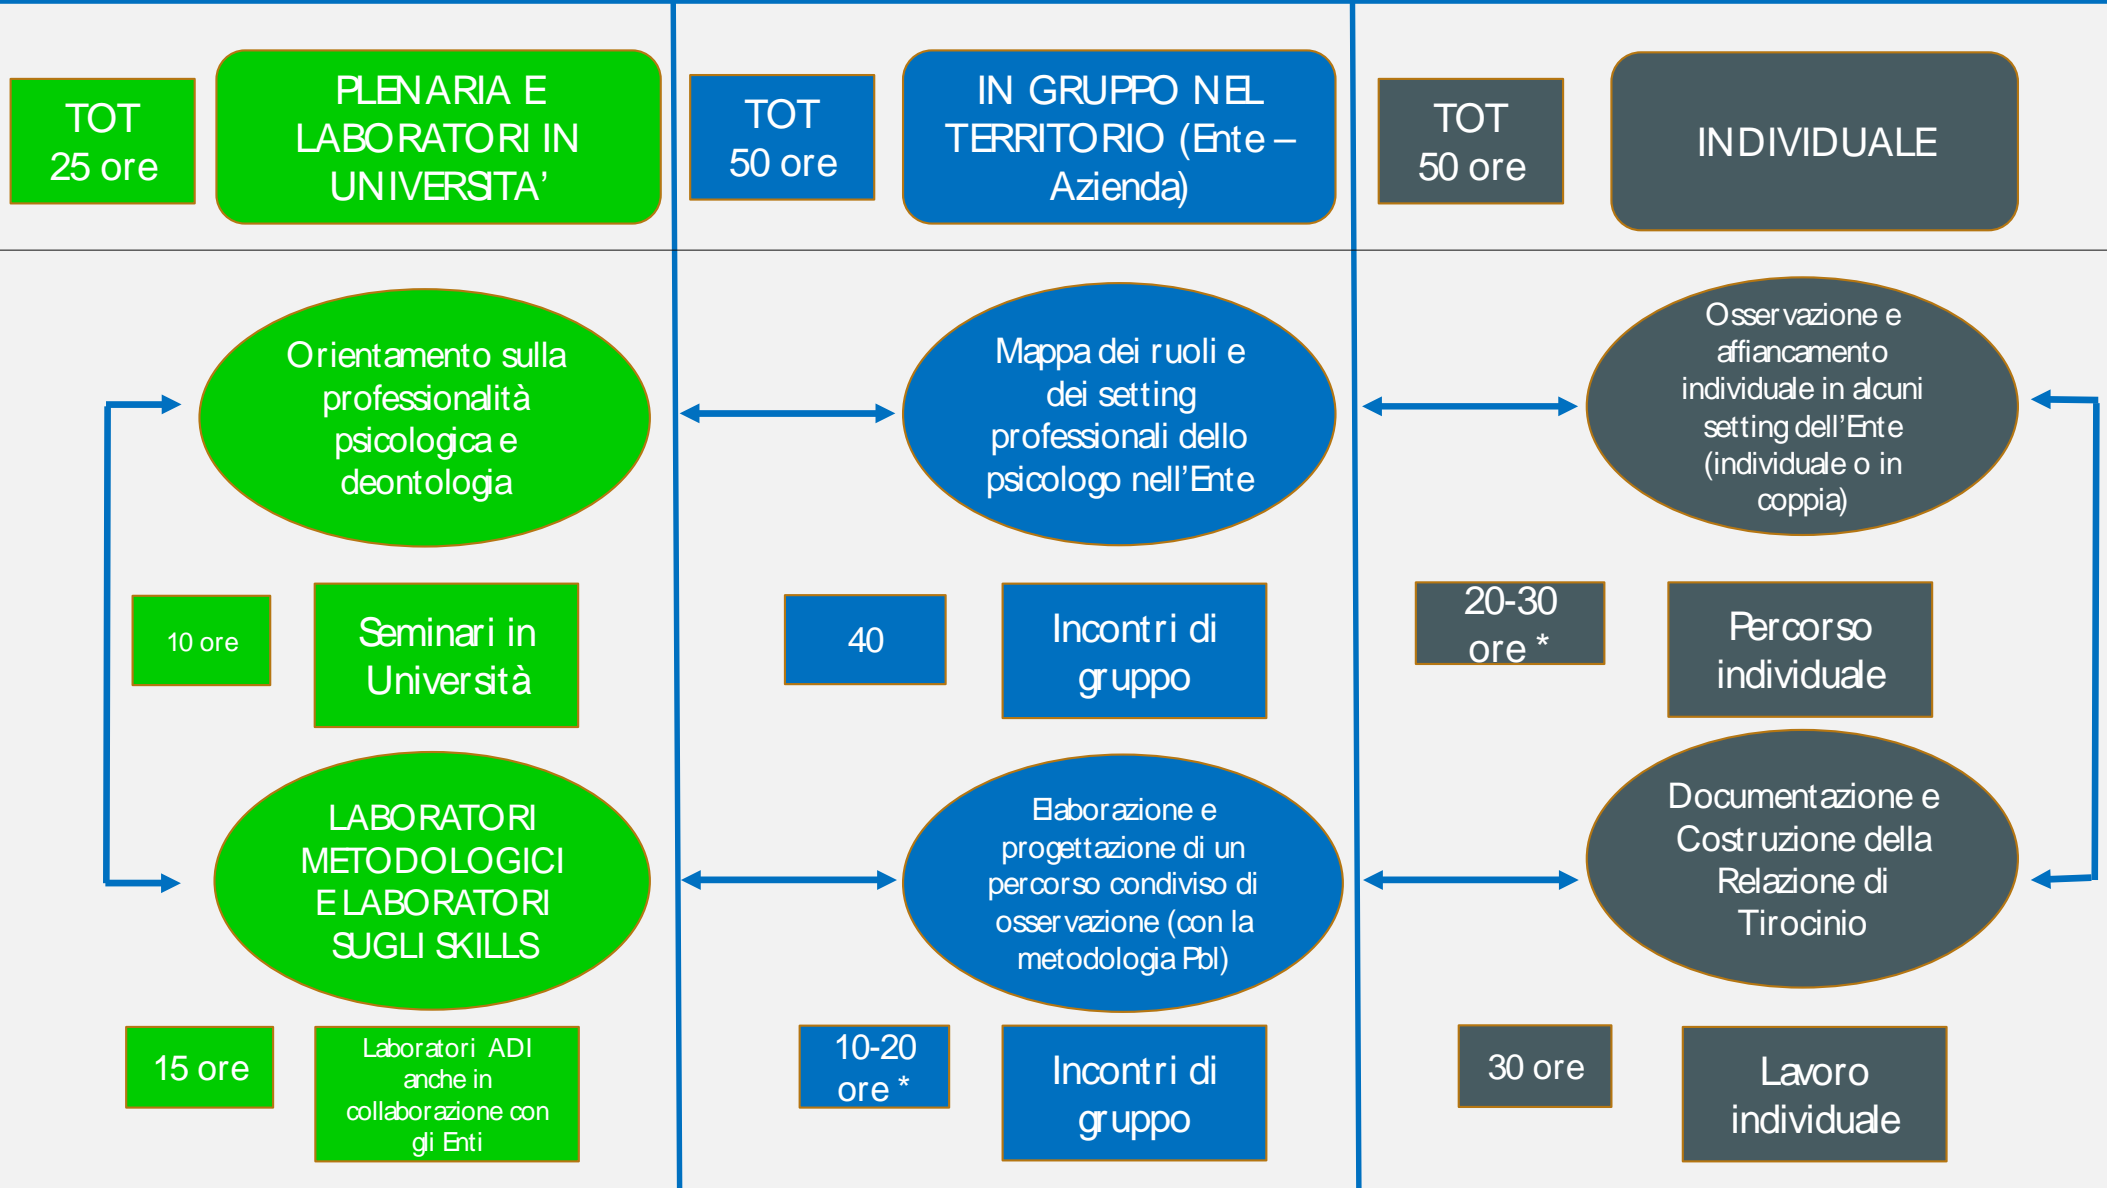 TOT
25 ore
PLENARIA E
LABORATORI IN
UNIVERSITA’
TOT
50 ore
IN GRUPPO NEL
TERRITORIO (Ente –
Azienda)
TOT
50 ore
INDIVIDUALE
Orientamento sulla
professionalità
psicologica e
deontologia
Mappa dei ruoli e
dei setting
professionali dello
psicologo nell’Ente
Osservazione e
affiancamento
individuale in alcuni
setting dell’Ente
(individuale o in
coppia)
10 ore
Seminari in
Università
40
Incontri di
gruppo
20-30
ore *
Percorso
individuale
LABORATORI
METODOLOGICI
E LABORATORI
SUGLI SKILLS
Elaborazione e
progettazione di un
percorso condiviso di
osservazione (con la
metodologia Pbl)
Documentazione e
Costruzione della
Relazione di
Tirocinio
15 ore
Laboratori ADI
anche in
collaborazione con
gli Enti
10-20
ore *
Incontri di
gruppo
30 ore
Lavoro
individuale